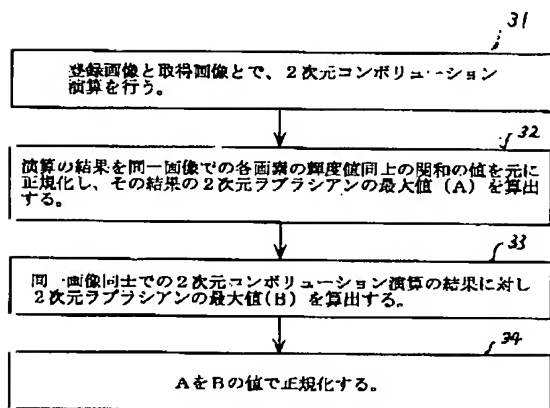 31
登録画像と取得画像とで、2次元コンボリューション
演算を行う。
32
演算の結果を同一画像での各画素の輝度値同士の総和の値を元に
正規化し、その結果の2次元ラプラシアンの最大値(A)を算出
する。
33
同一画像同士での2次元コンボリューション演算の結果に対し
2次元ラプラシアンの最大値(B)を算出する。
34
AをBの値で正規化する。